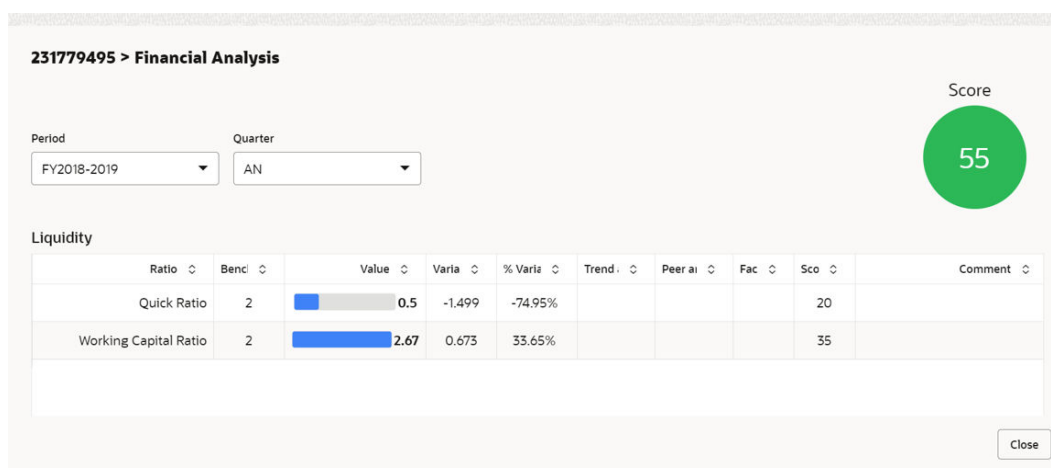 231779495 > Financial Analysis
Score
55
Period
Quarter
FY2018-2019
AN
Liquidity
Ratio Bencl Value Varia % Varia Trend Peer ai Fac Sco Comment
Quick Ratio 2 0.5 -1.499 -74.95% 20
Working Capital Ratio 2 2.67 0.673 33.65% 35
Close